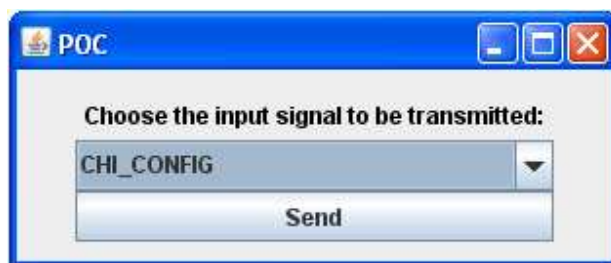 POC
Choose the input signal to be transmitted:
CHI_CONFIG
Send